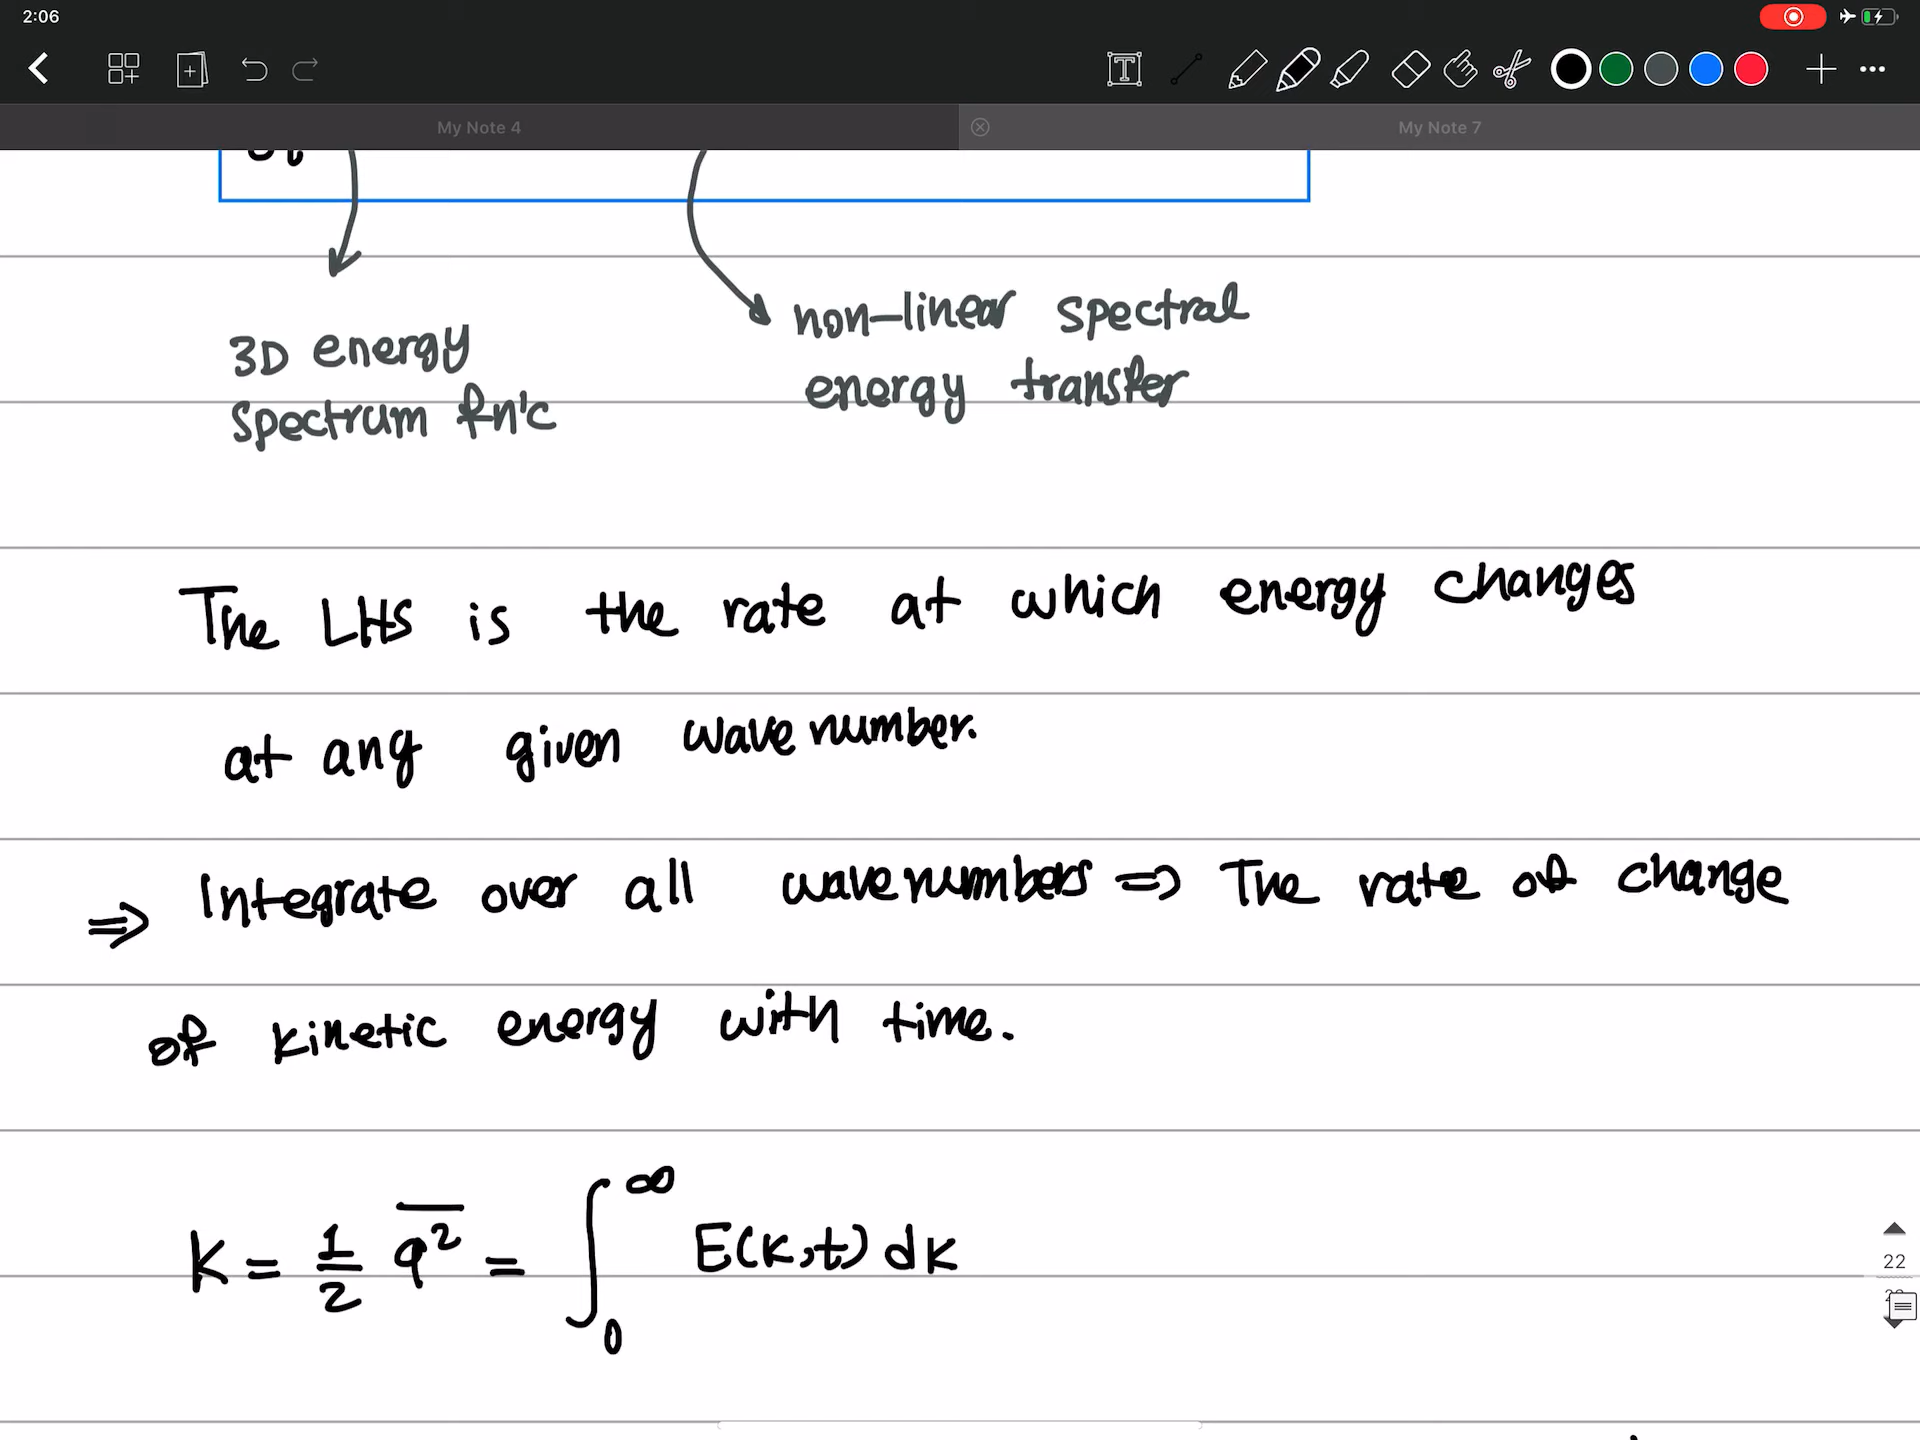 2:06
My Note 4
My Note 7
3D energy
spectrum fn'c
non-linear spectral
energy transfer
The LHS is the rate at which energy changes
at any given wave number.
⇒ Integrate over all wavenumbers ⇒ The rate of change
of kinetic energy with time.
K = 1/2 \overline{q²} = ∫₀^∞ E(K,t) dK
22